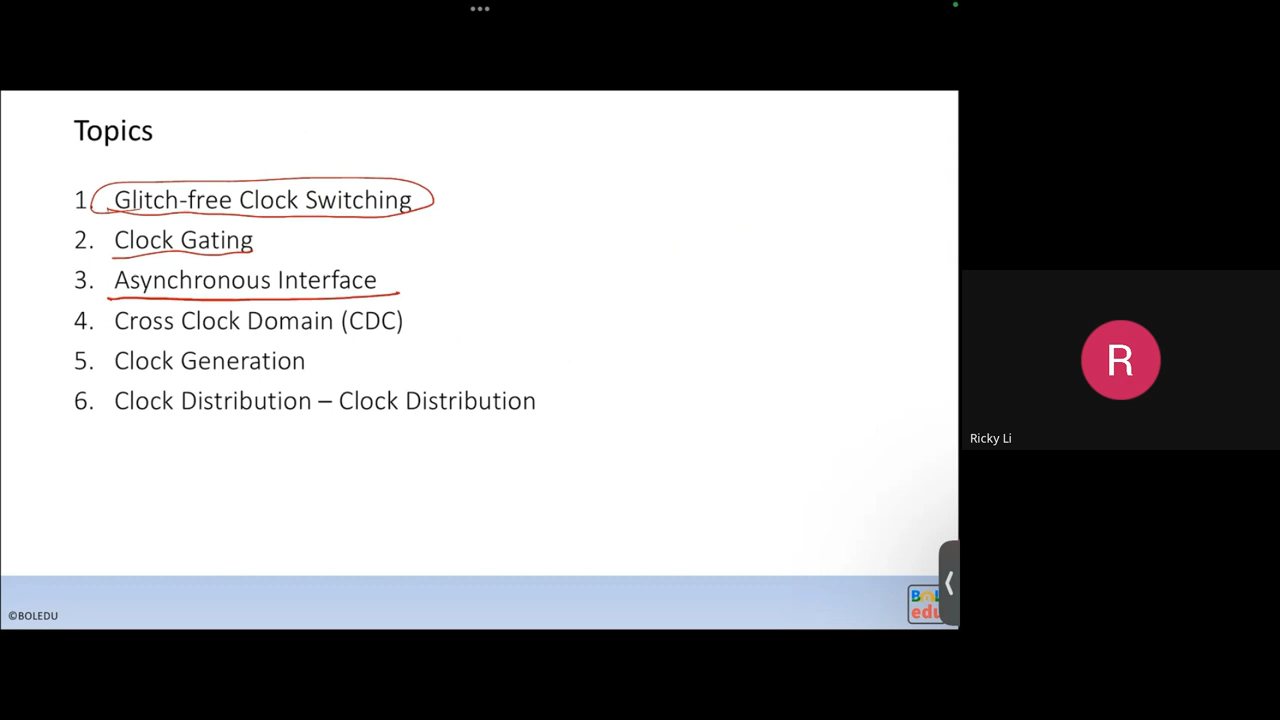 Topics
1. Glitch-free Clock Switching
2. Clock Gating
3. Asynchronous Interface
4. Cross Clock Domain (CDC)
5. Clock Generation
6. Clock Distribution – Clock Distribution
R
Ricky Li
©BOLEDU
edu